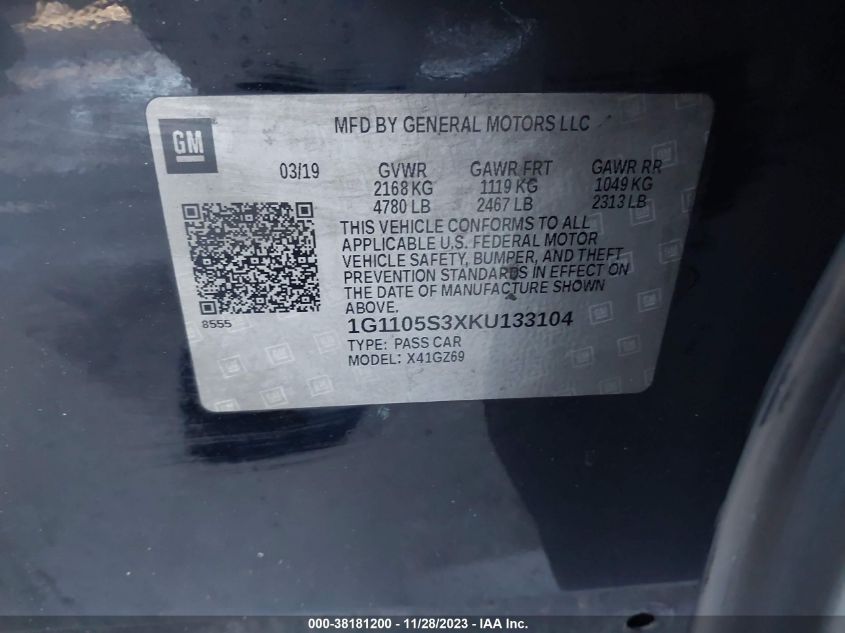 GM
MFD BY GENERAL MOTORS LLC
03/19 GVWR GAWR FRT GAWR RR
2168 KG 1119 KG 1049 KG
4780 LB 2467 LB 2313 LB
THIS VEHICLE CONFORMS TO ALL
APPLICABLE U.S. FEDERAL MOTOR
VEHICLE SAFETY, BUMPER, AND THEFT
PREVENTION STANDARDS IN EFFECT ON
THE DATE OF MANUFACTURE SHOWN
ABOVE.
8555
1G1105S3XKU133104
TYPE: PASS CAR
MODEL: X41GZ69
000-38181200 - 11/28/2023 - IAA Inc.